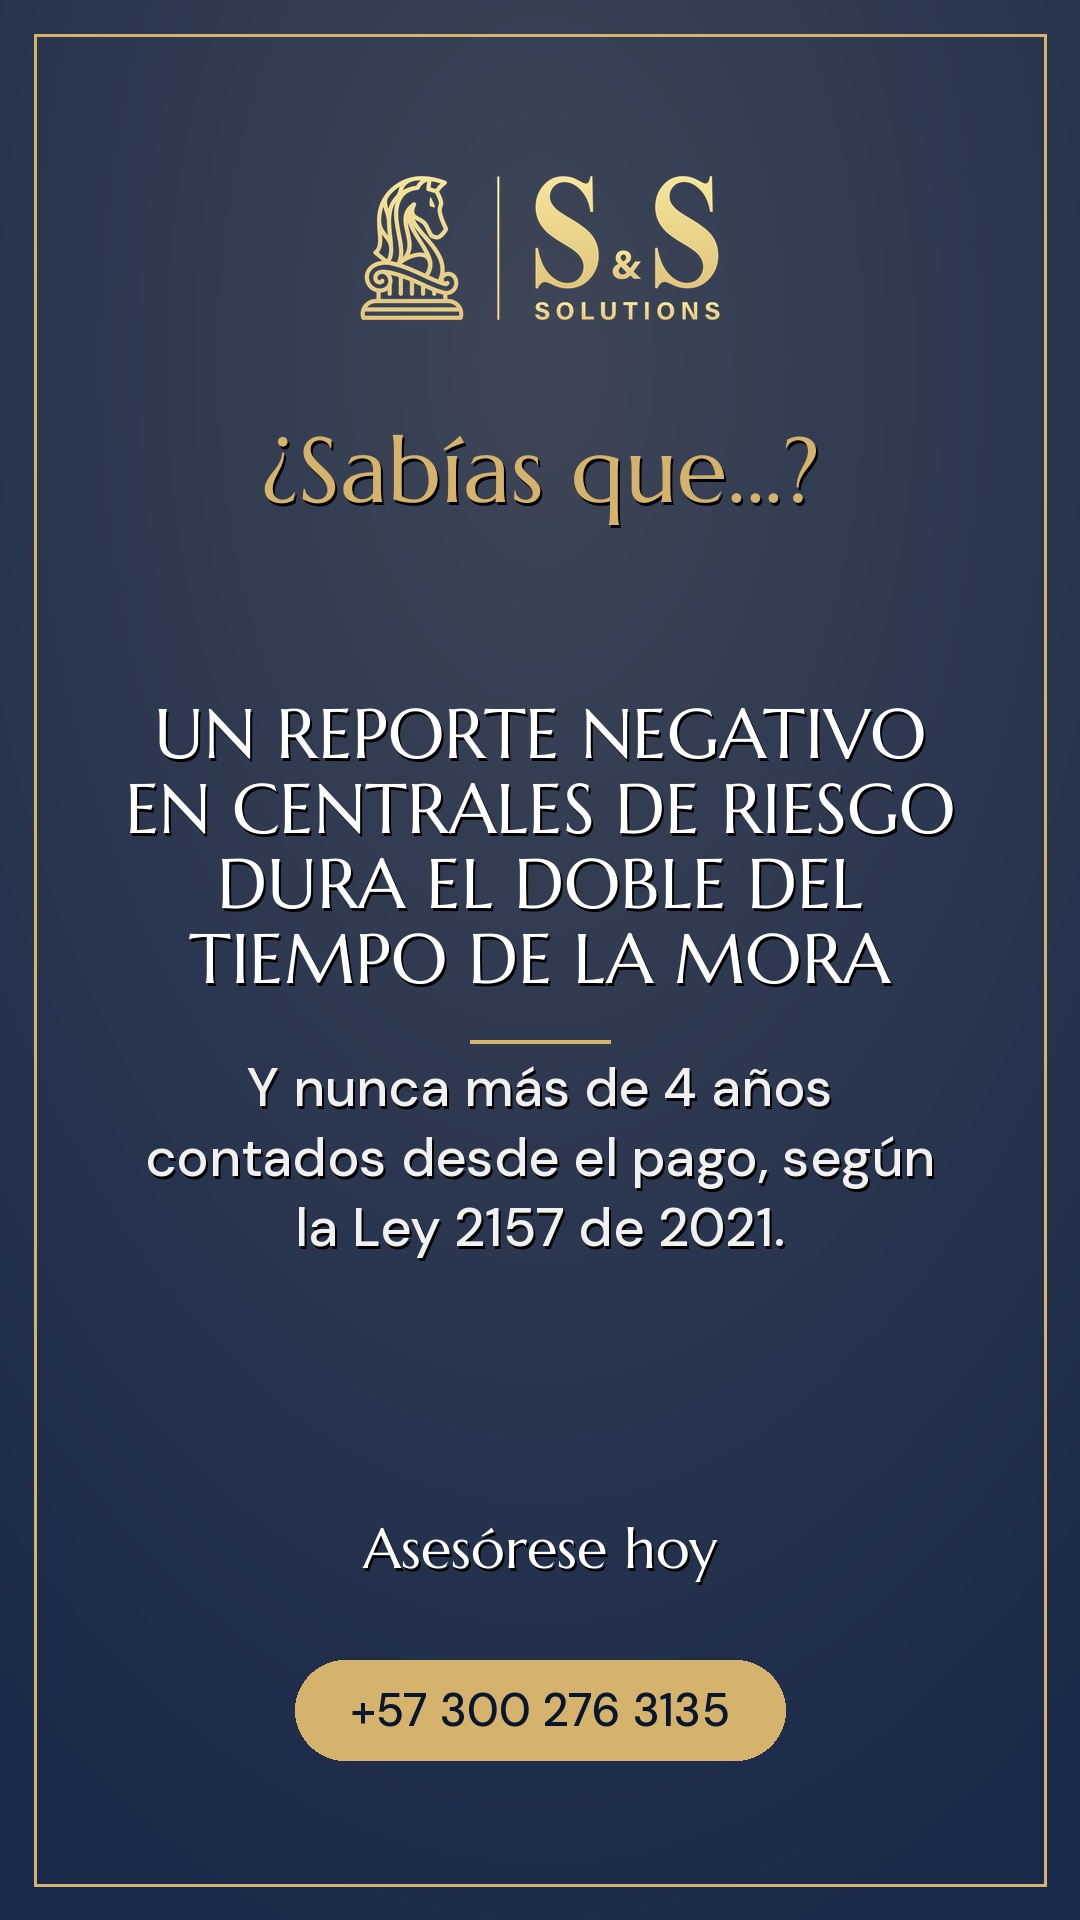 S&S
SOLUTIONS
¿Sabías que...?
UN REPORTE NEGATIVO
EN CENTRALES DE RIESGO
DURA EL DOBLE DEL
TIEMPO DE LA MORA
Y nunca más de 4 años
contados desde el pago, según
la Ley 2157 de 2021.
Asesórese hoy
+57 300 276 3135